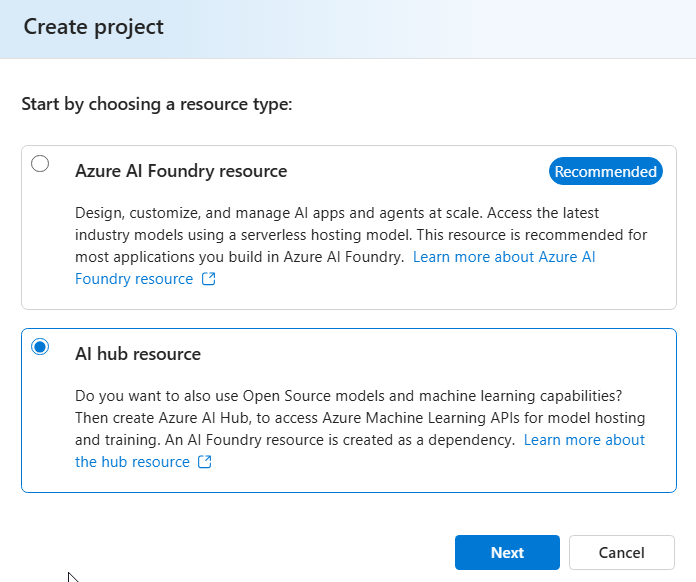 Create project
Start by choosing a resource type:
Azure AI Foundry resource
Recommended
Design, customize, and manage AI apps and agents at scale. Access the latest
industry models using a serverless hosting model. This resource is recommended for
most applications you build in Azure AI Foundry. Learn more about Azure AI
Foundry resource
AI hub resource
Do you want to also use Open Source models and machine learning capabilities?
Then create Azure AI Hub, to access Azure Machine Learning APIs for model hosting
and training. An AI Foundry resource is created as a dependency. Learn more about
the hub resource
Next
Cancel